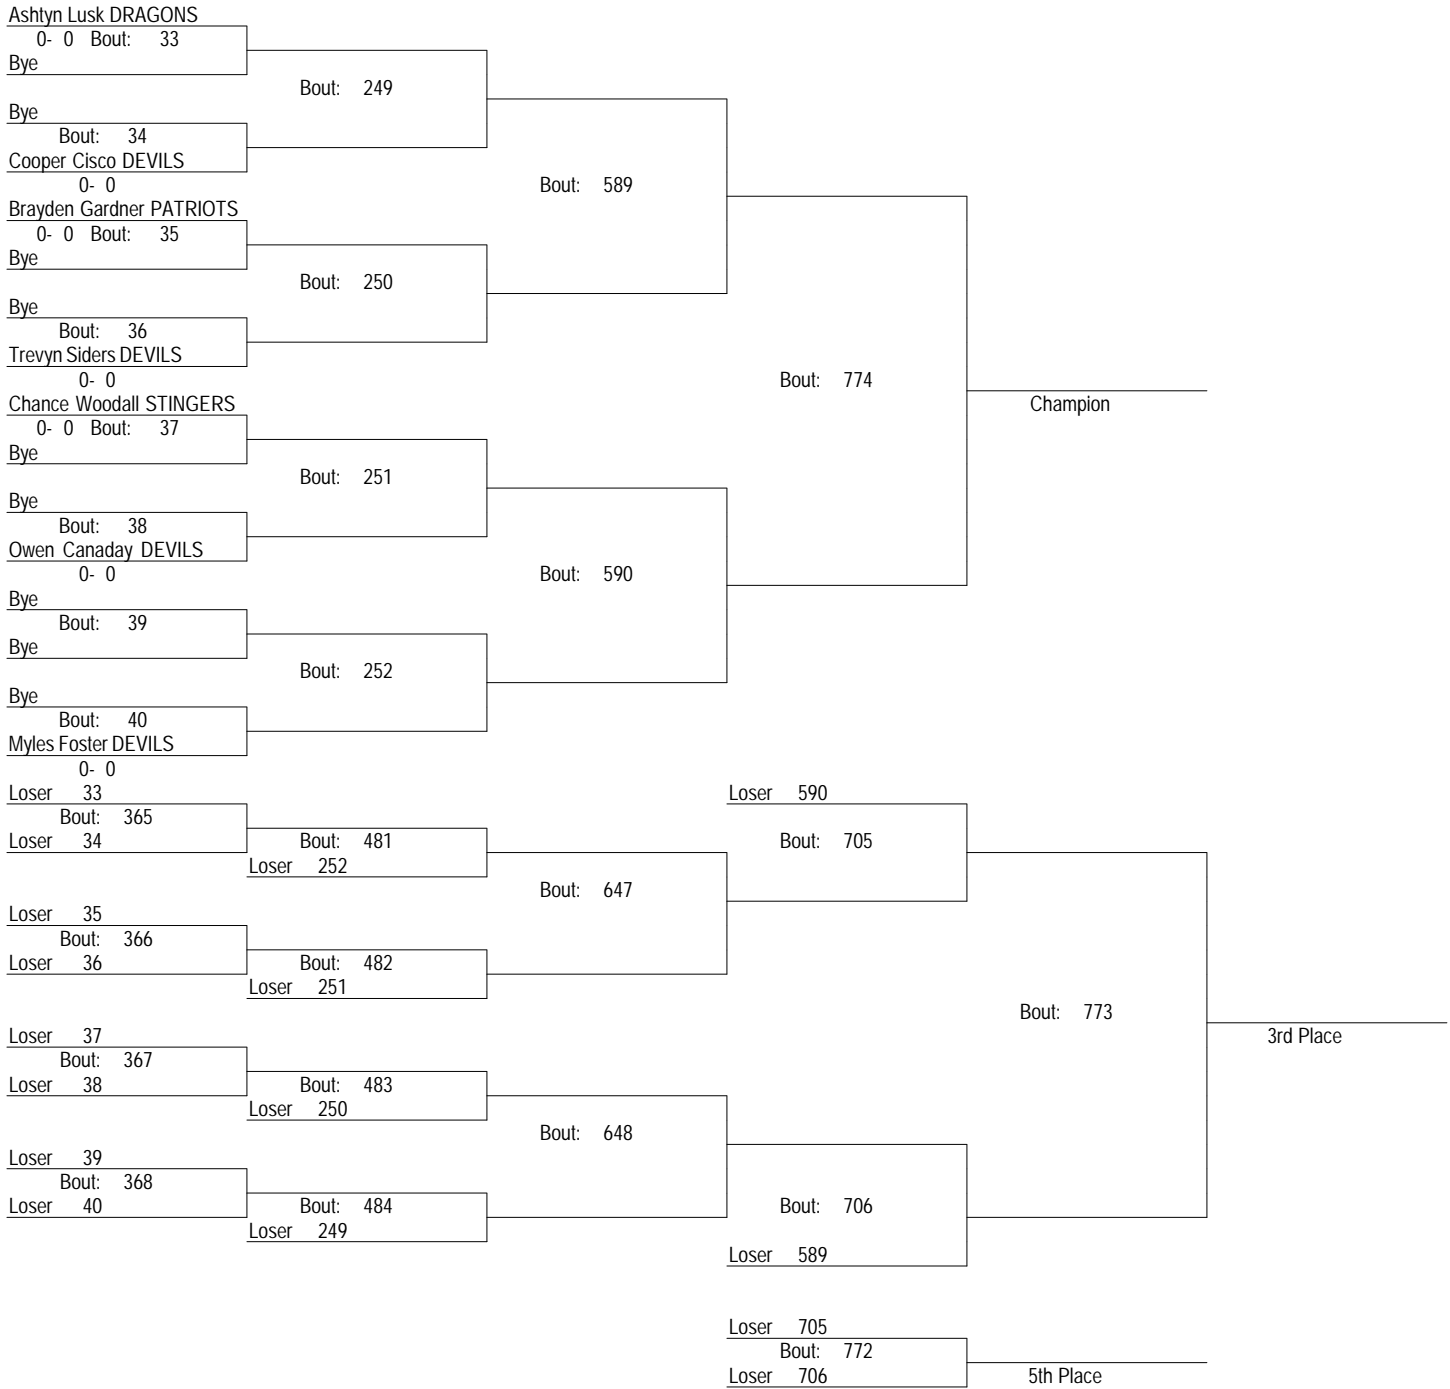 Ashtyn Lusk DRAGONS
0- 0 Bout: 33
Bye
Bout: 249
Bye
Bout: 34
Cooper Cisco DEVILS
0- 0
Bout: 589
Brayden Gardner PATRIOTS
0- 0 Bout: 35
Bye
Bout: 250
Bye
Bout: 36
Trevyn Siders DEVILS
0- 0
Bout: 774
Chance Woodall STINGERS
Champion
0- 0 Bout: 37
Bye
Bout: 251
Bye
Bout: 38
Owen Canaday DEVILS
0- 0
Bout: 590
Bye
Bout: 39
Bye
Bout: 252
Bye
Bout: 40
Myles Foster DEVILS
0- 0
Loser 33
Loser 590
Bout: 365
Loser 34
Bout: 481
Bout: 705
Loser 252
Bout: 647
Loser 35
Bout: 366
Loser 36
Bout: 482
Loser 251
Bout: 773
Loser 37
3rd Place
Bout: 367
Loser 38
Bout: 483
Loser 250
Bout: 648
Loser 39
Bout: 368
Loser 40
Bout: 484
Bout: 706
Loser 249
Loser 589
Loser 705
Bout: 772
Loser 706
5th Place